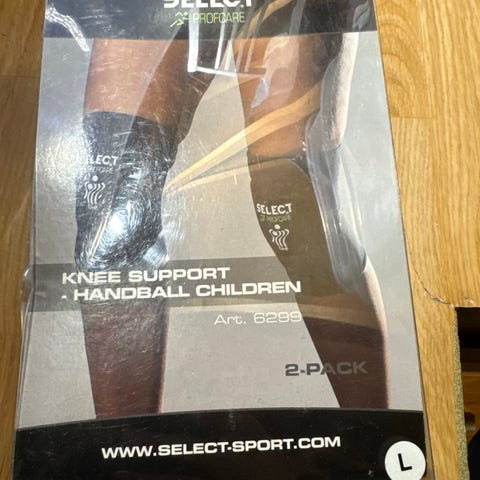 SELECT
PROFCARE
SELECT
PROFCARE
SELECT
PROFCARE
KNEE SUPPORT
- HANDBALL CHILDREN
Art. 6299
2-PACK
WWW.SELECT-SPORT.COM
L